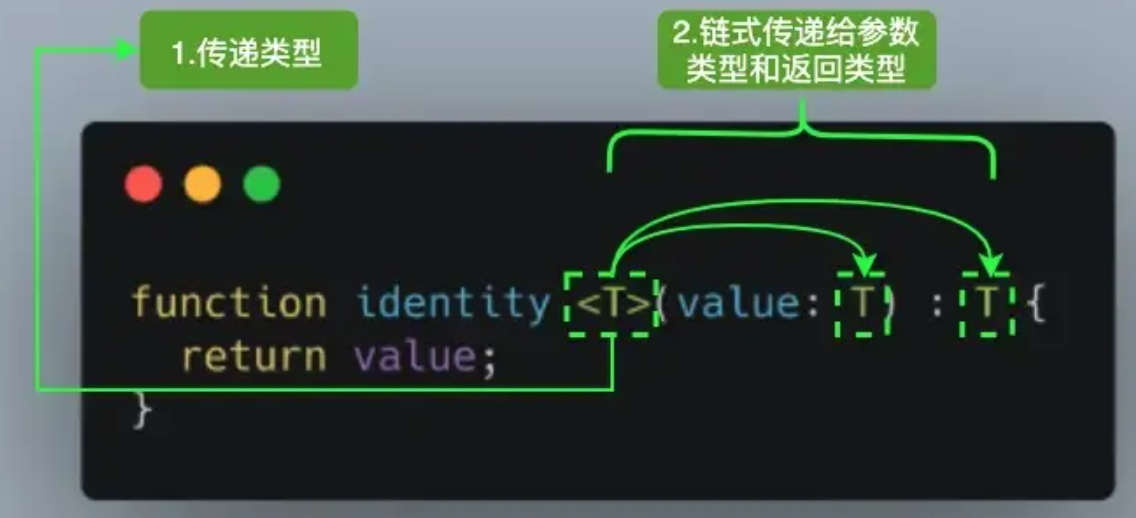 1.传递类型
2.链式传递给参数
类型和返回类型
function identity <T>(value: T) : T {
return value;
}